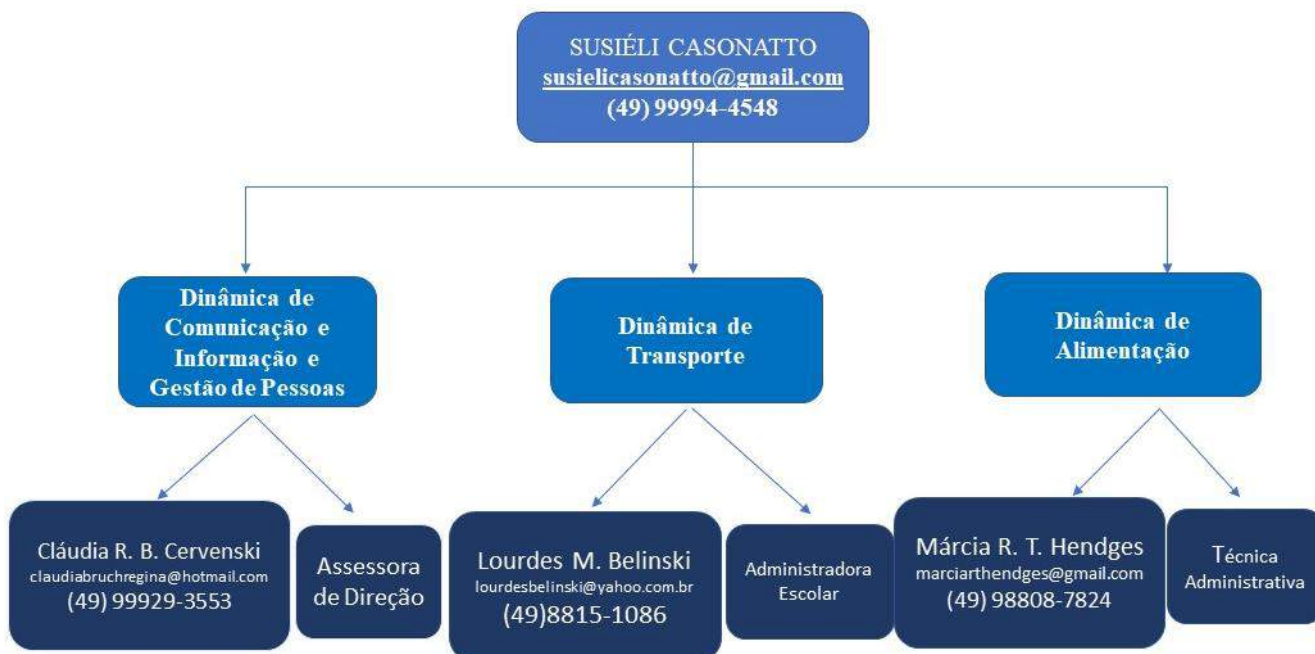 SUSIÉLI CASONATTO
susielicasonatto@gmail.com
(49) 99994-4548
Dinâmica de
Comunicação e
Informação e
Gestão de Pessoas
Dinâmica de
Transporte
Dinâmica de
Alimentação
Cláudia R. B. Cervenski
claudiabruchregina@hotmail.com
(49) 99929-3553
Assessora
de Direção
Lourdes M. Belinski
lourdesbelinski@yahoo.com.br
(49)8815-1086
Administradora
Escolar
Márcia R. T. Hendges
marciarthendges@gmail.com
(49) 98808-7824
Técnica
Administrativa